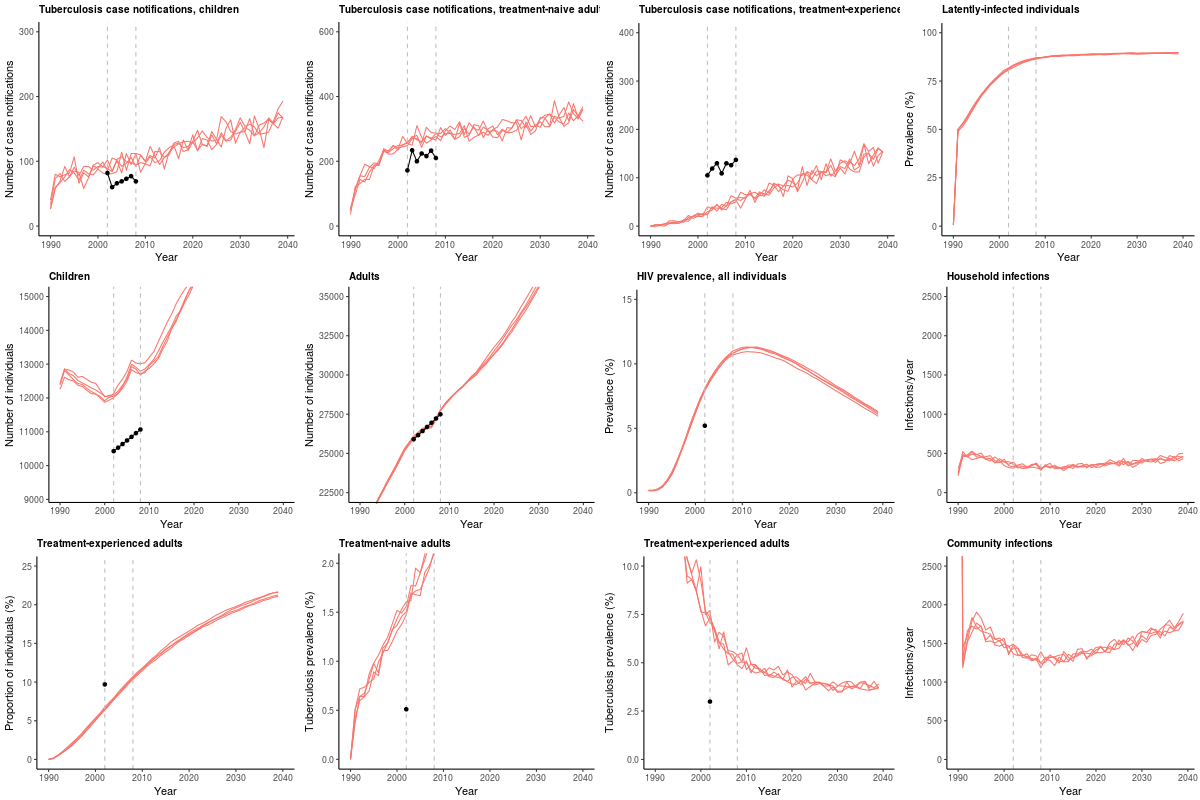 Tuberculosis case notifications, children
Number of case notifications
300
200
100
0
1990 2000 2010 2020 2030 2040
Year
Tuberculosis case notifications, treatment-naive adul
Number of case notifications
600
400
200
0
1990 2000 2010 2020 2030 2040
Year
Tuberculosis case notifications, treatment-experience
Number of case notifications
400
300
200
100
0
1990 2000 2010 2020 2030 2040
Year
Latently-infected individuals
Prevalence (%)
100
75
50
25
0
1990 2000 2010 2020 2030 2040
Year
Children
Number of individuals
15000
14000
13000
12000
11000
10000
9000
1990 2000 2010 2020 2030 2040
Year
Adults
Number of individuals
35000
32500
30000
27500
25000
22500
1990 2000 2010 2020 2030 2040
Year
HIV prevalence, all individuals
Prevalence (%)
15
10
5
0
1990 2000 2010 2020 2030 2040
Year
Household infections
Infections/year
2500
2000
1500
1000
500
0
1990 2000 2010 2020 2030 2040
Year
Treatment-experienced adults
Proportion of individuals (%)
25
20
15
10
5
0
1990 2000 2010 2020 2030 2040
Year
Treatment-naive adults
Tuberculosis prevalence (%)
2.0
1.5
1.0
0.5
0.0
1990 2000 2010 2020 2030 2040
Year
Treatment-experienced adults
Tuberculosis prevalence (%)
10.0
7.5
5.0
2.5
0.0
1990 2000 2010 2020 2030 2040
Year
Community infections
Infections/year
2500
2000
1500
1000
500
0
1990 2000 2010 2020 2030 2040
Year